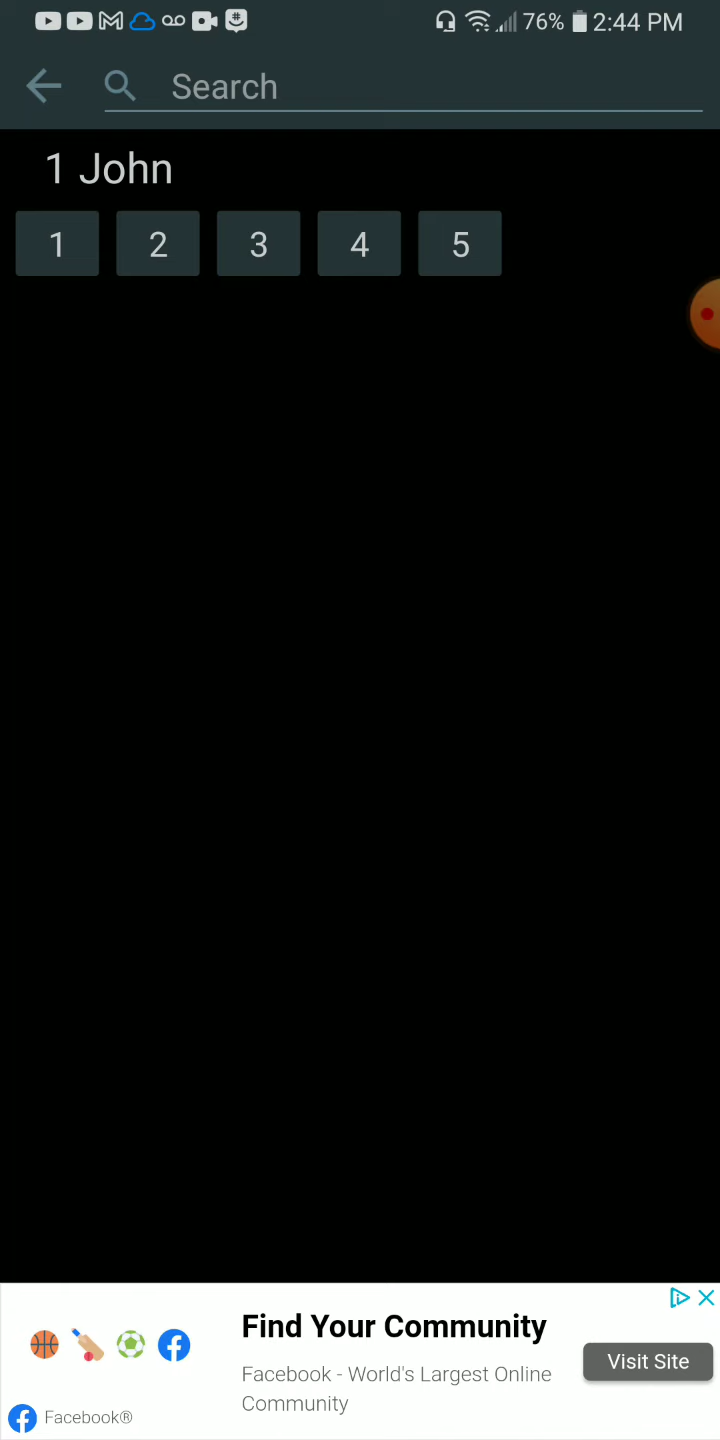 76% 2:44 PM
Search
1 John
1 2 3 4 5
Find Your Community
Facebook - World's Largest Online
Community
Visit Site
Facebook®